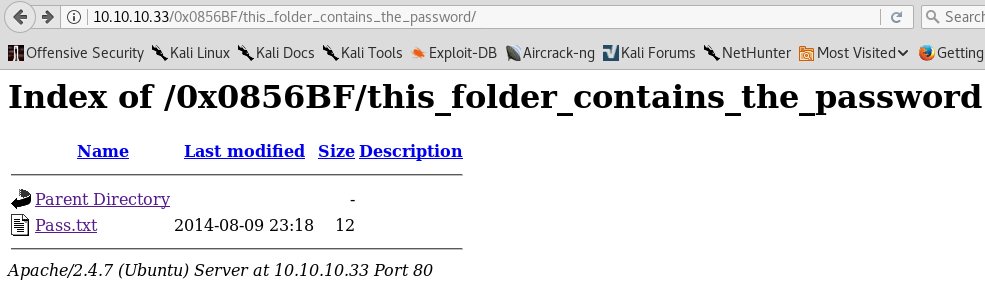 10.10.10.33/0x0856BF/this_folder_contains_the_password/
Search
Offensive Security Kali Linux Kali Docs Kali Tools Exploit-DB Aircrack-ng Kali Forums NetHunter Most Visited Getting
Index of /0x0856BF/this_folder_contains_the_password
Name Last modified Size Description
Parent Directory -
Pass.txt 2014-08-09 23:18 12
Apache/2.4.7 (Ubuntu) Server at 10.10.10.33 Port 80